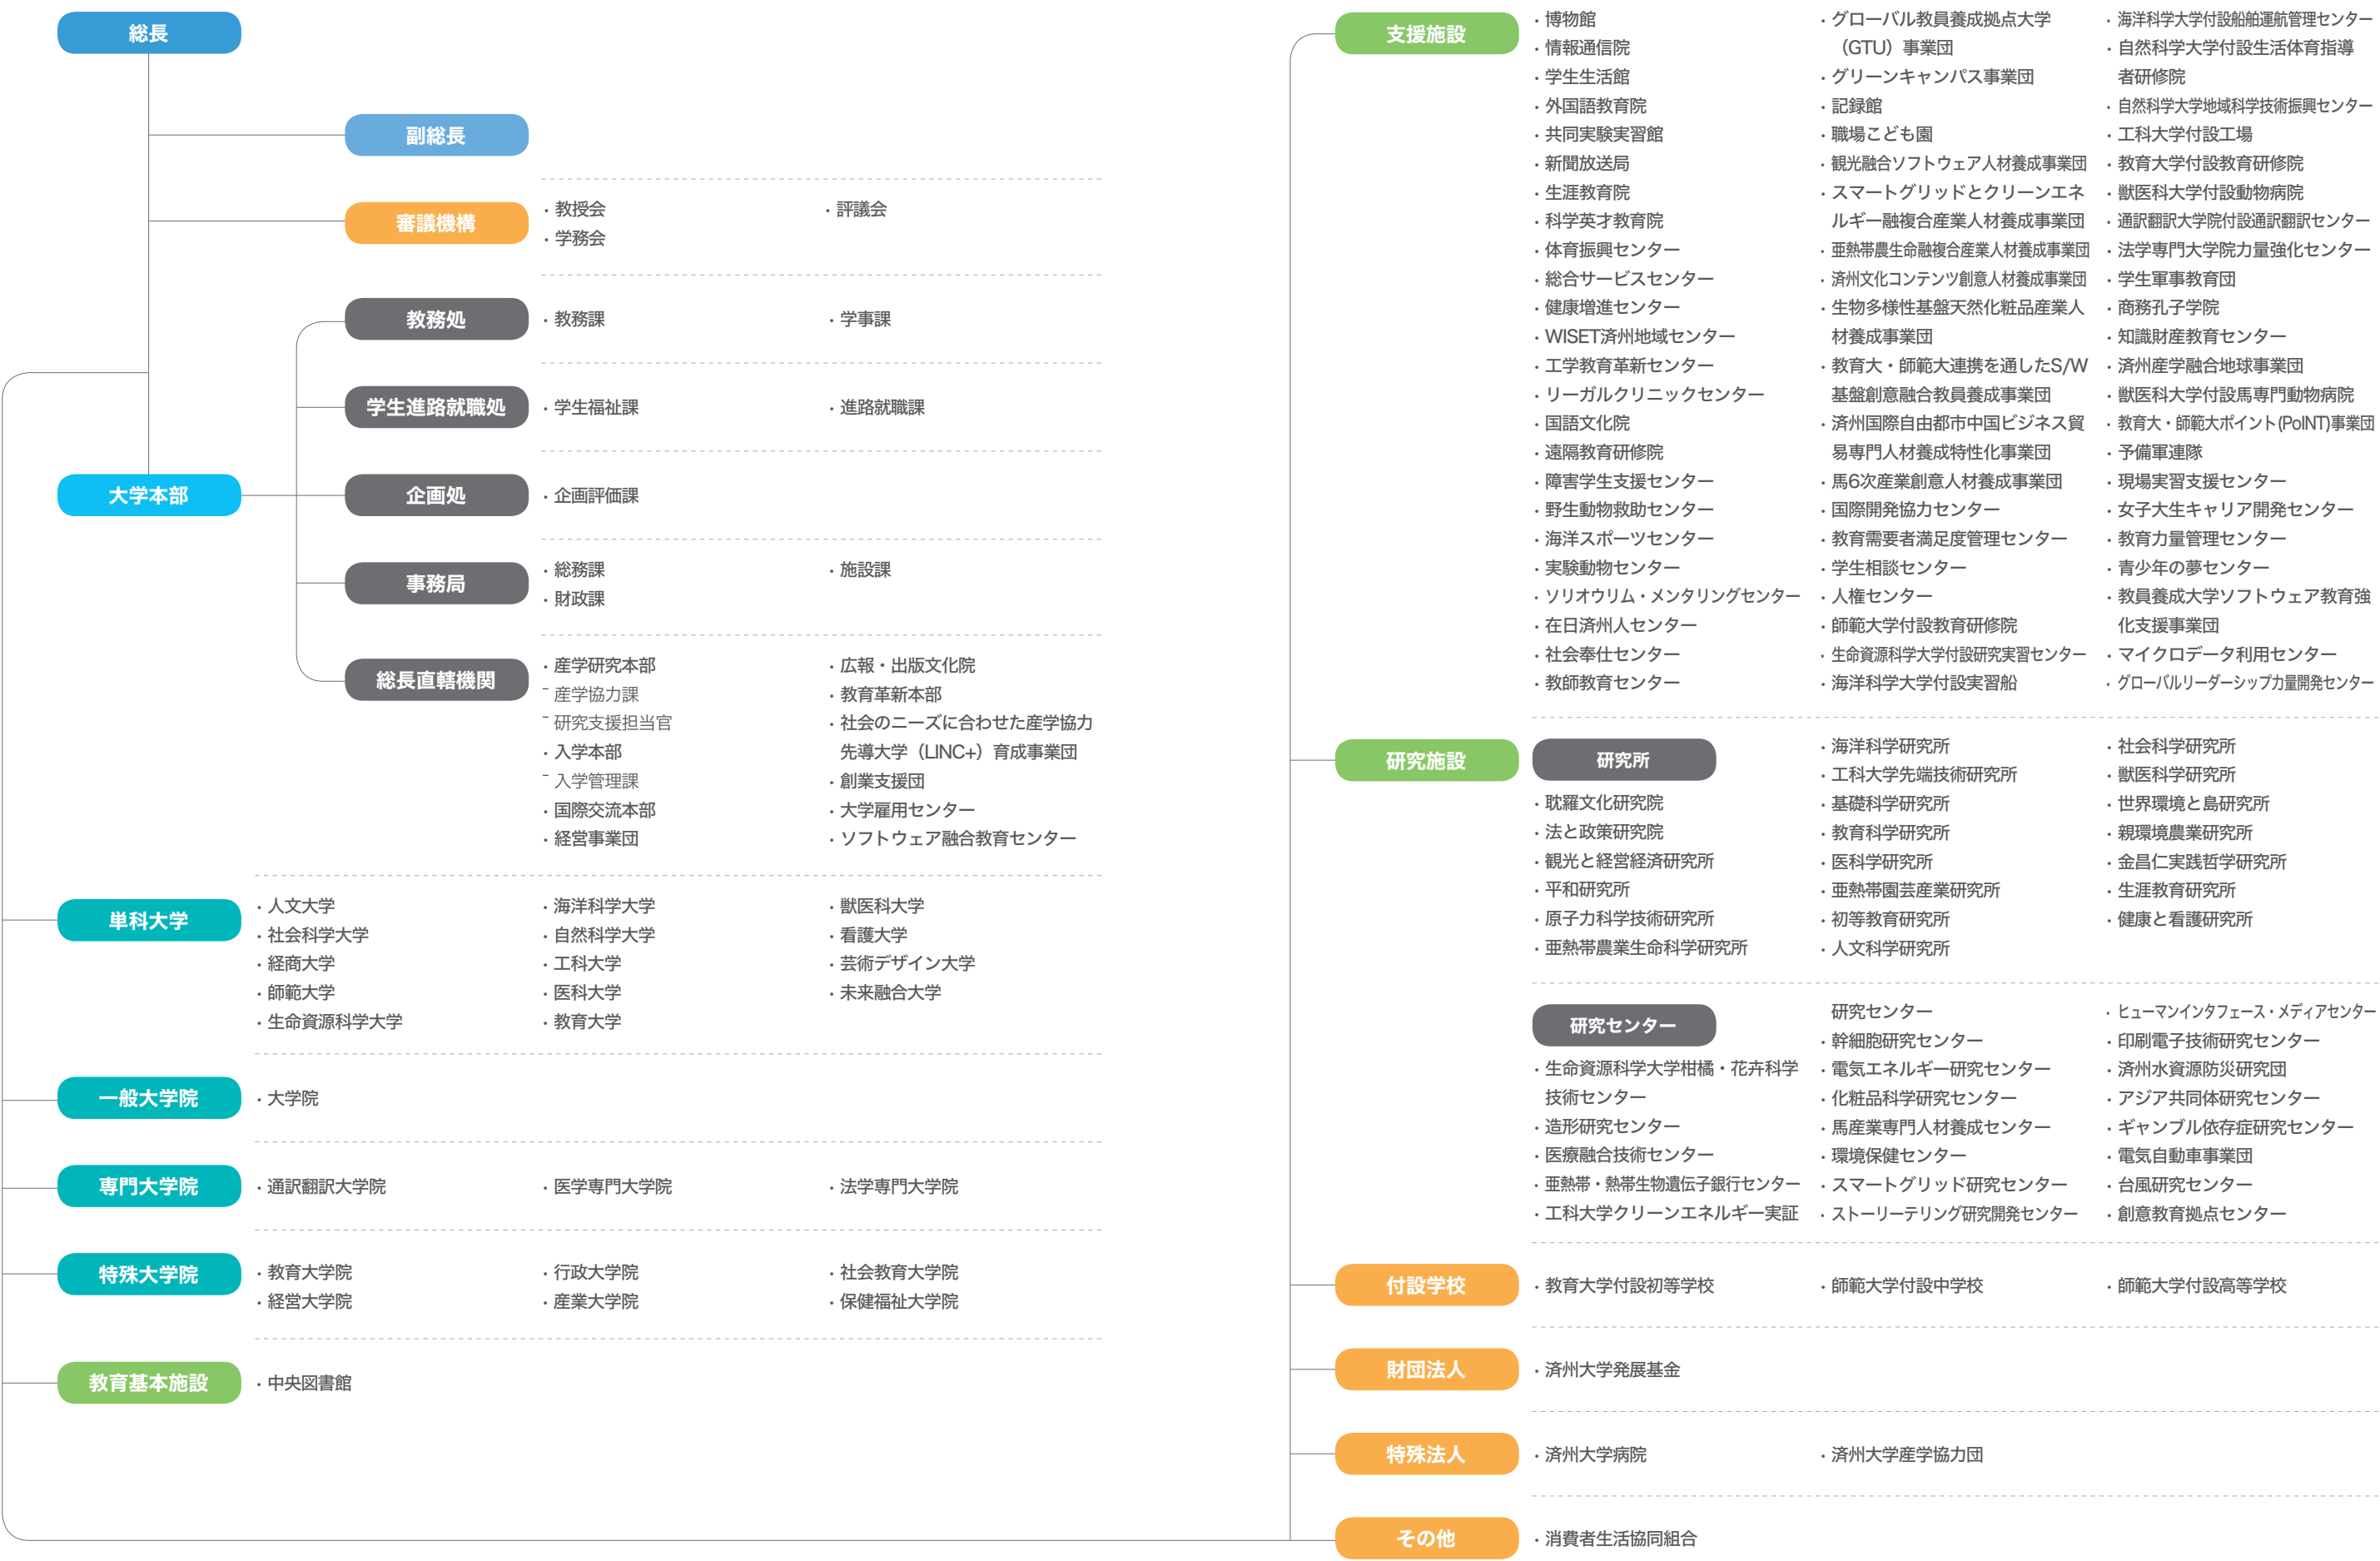 総長
副総長
審議機構
・教授会
・学務会
・評議会
大学本部
教務処
・教務課
・学事課
学生進路就職処
・学生福祉課
・進路就職課
企画処
・企画評価課
事務局
・総務課
・財政課
・施設課
総長直轄機関
・産学研究本部
- 産学協力課
- 研究支援担当官
・入学本部
- 入学管理課
・国際交流本部
・経営事業団
・広報・出版文化院
・教育革新本部
・社会のニーズに合わせた産学協力
先導大学（LINC+）育成事業団
・創業支援団
・大学雇用センター
・ソフトウェア融合教育センター
単科大学
・人文大学
・社会科学大学
・経商大学
・師範大学
・生命資源科学大学
・海洋科学大学
・自然科学大学
・工科大学
・医科大学
・教育大学
・獣医科大学
・看護大学
・芸術デザイン大学
・未来融合大学
一般大学院
・大学院
専門大学院
・通訳翻訳大学院
・医学専門大学院
・法学専門大学院
特殊大学院
・教育大学院
・経営大学院
・行政大学院
・産業大学院
・社会教育大学院
・保健福祉大学院
教育基本施設
・中央図書館
支援施設
・博物館
・情報通信院
・学生生活館
・外国語教育院
・共同実験実習館
・新聞放送局
・生涯教育院
・科学英才教育院
・体育振興センター
・総合サービスセンター
・健康増進センター
・WISET済州地域センター
・工学教育革新センター
・リーガルクリニックセンター
・国語文化院
・遠隔教育研修院
・障害学生支援センター
・野生動物救助センター
・海洋スポーツセンター
・実験動物センター
・ソリオウリム・メンタリングセンター
・在日済州人センター
・社会奉仕センター
・教師教育センター
・グローバル教員養成拠点大学
（GTU）事業団
・グリーンキャンパス事業団
・記録館
・職場こども園
・観光融合ソフトウェア人材養成事業団
・スマートグリッドとクリーンエネ
ルギー融複合産業人材養成事業団
・亜熱帯農生命融複合産業人材養成事業団
・済州文化コンテンツ創意人材養成事業団
・生物多様性基盤天然化粧品産業人
材養成事業団
・教育大・師範大連携を通したS/W
基盤創意融合教員養成事業団
・済州国際自由都市中国ビジネス貿
易専門人材養成特性化事業団
・馬6次産業創意人材養成事業団
・国際開発協力センター
・教育需要者満足度管理センター
・学生相談センター
・人権センター
・師範大学付設教育研修院
・生命資源科学大学付設研究実習センター
・海洋科学大学付設実習船
・海洋科学大学付設船舶運航管理センター
・自然科学大学付設生活体育指導
者研修院
・自然科学大学地域科学技術振興センター
・工科大学付設工場
・教育大学付設教育研修院
・獣医科大学付設動物病院
・通訳翻訳大学院付設通訳翻訳センター
・法学専門大学院力量強化センター
・学生軍事教育団
・商務孔子学院
・知識財産教育センター
・済州産学融合地球事業団
・獣医科大学付設馬専門動物病院
・教育大・師範大ポイント(PoINT)事業団
・予備軍連隊
・現場実習支援センター
・女子大生キャリア開発センター
・教育力量管理センター
・青少年の夢センター
・教員養成大学ソフトウェア教育強
化支援事業団
・マイクロデータ利用センター
・グローバルリーダーシップ力量開発センター
研究施設
研究所
・耽羅文化研究院
・法と政策研究院
・観光と経営経済研究所
・平和研究所
・原子力科学技術研究所
・亜熱帯農業生命科学研究所
・海洋科学研究所
・工科大学先端技術研究所
・基礎科学研究所
・教育科学研究所
・医科学研究所
・亜熱帯園芸産業研究所
・初等教育研究所
・人文科学研究所
・社会科学研究所
・獣医科学研究所
・世界環境と島研究所
・親環境農業研究所
・金昌仁実践哲学研究所
・生涯教育研究所
・健康と看護研究所
研究センター
・生命資源科学大学柑橘・花卉科学
技術センター
・造形研究センター
・医療融合技術センター
・亜熱帯・熱帯生物遺伝子銀行センター
・工科大学クリーンエネルギー実証
研究センター
・幹細胞研究センター
・電気エネルギー研究センター
・化粧品科学研究センター
・馬産業専門人材養成センター
・環境保健センター
・スマートグリッド研究センター
・ストーリーテリング研究開発センター
・ヒューマンインタフェース・メディアセンター
・印刷電子技術研究センター
・済州水資源防災研究団
・アジア共同体研究センター
・ギャンブル依存症研究センター
・電気自動車事業団
・台風研究センター
・創意教育拠点センター
付設学校
・教育大学付設初等学校
・師範大学付設中学校
・師範大学付設高等学校
財団法人
・済州大学発展基金
特殊法人
・済州大学病院
・済州大学産学協力団
その他
・消費者生活協同組合